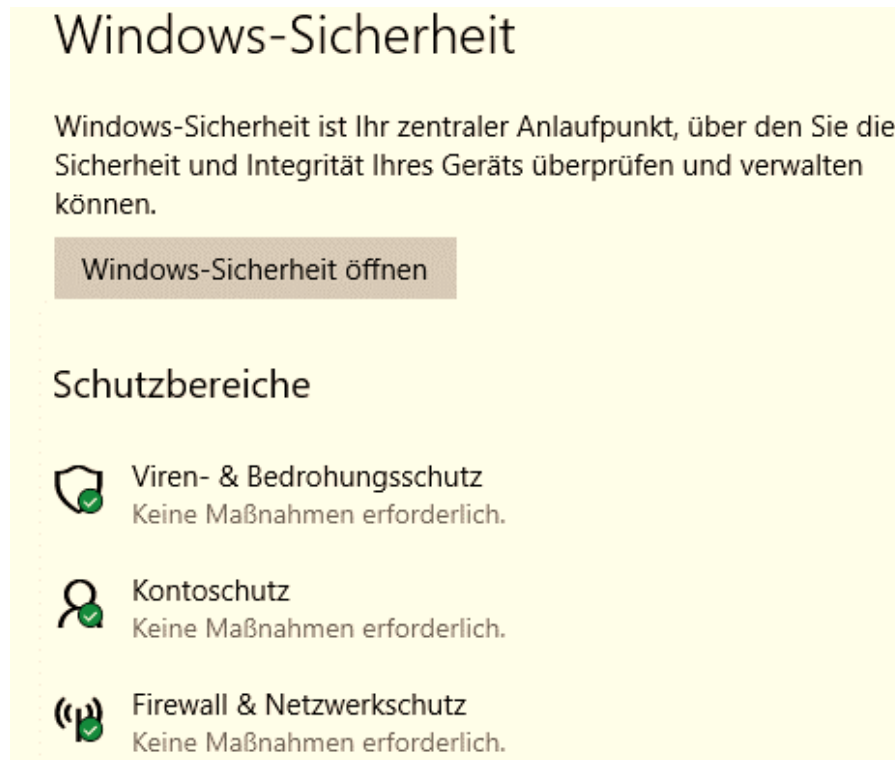 Windows-Sicherheit
Windows-Sicherheit ist Ihr zentraler Anlaufpunkt, über den Sie die
Sicherheit und Integrität Ihres Geräts überprüfen und verwalten
können.
Windows-Sicherheit öffnen
Schutzbereiche
Viren- & Bedrohungsschutz
Keine Maßnahmen erforderlich.
Kontoschutz
Keine Maßnahmen erforderlich.
Firewall & Netzwerkschutz
Keine Maßnahmen erforderlich.